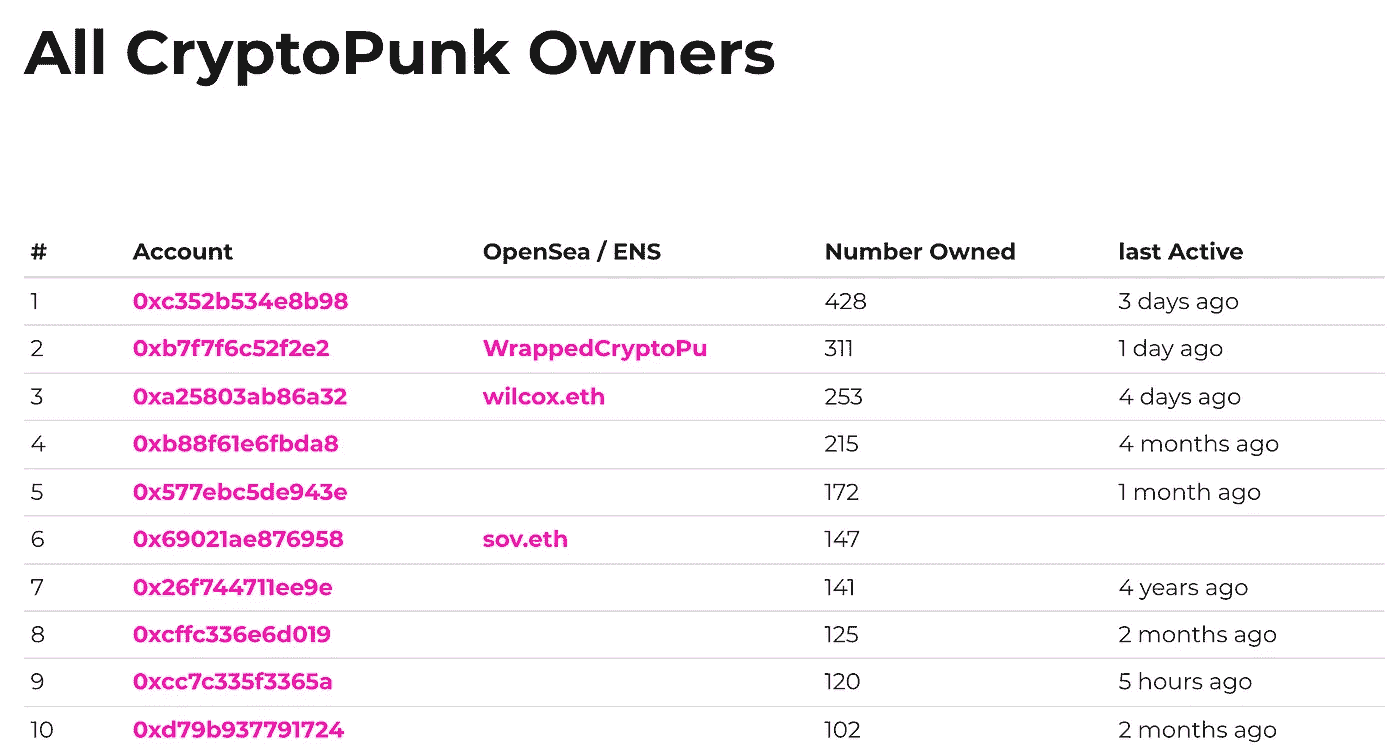 All CryptoPunk Owners
# Account OpenSea / ENS Number Owned last Active
1 0xc352b534e8b98 428 3 days ago
2 0xb7f7f6c52f2e2 WrappedCryptoPu 311 1 day ago
3 0xa25803ab86a32 wilcox.eth 253 4 days ago
4 0xb88f61e6fbda8 215 4 months ago
5 0x577ebc5de943e 172 1 month ago
6 0x69021ae876958 sov.eth 147
7 0x26f744711ee9e 141 4 years ago
8 0xcffc336e6d019 125 2 months ago
9 0xcc7c335f3365a 120 5 hours ago
10 0xd79b937791724 102 2 months ago